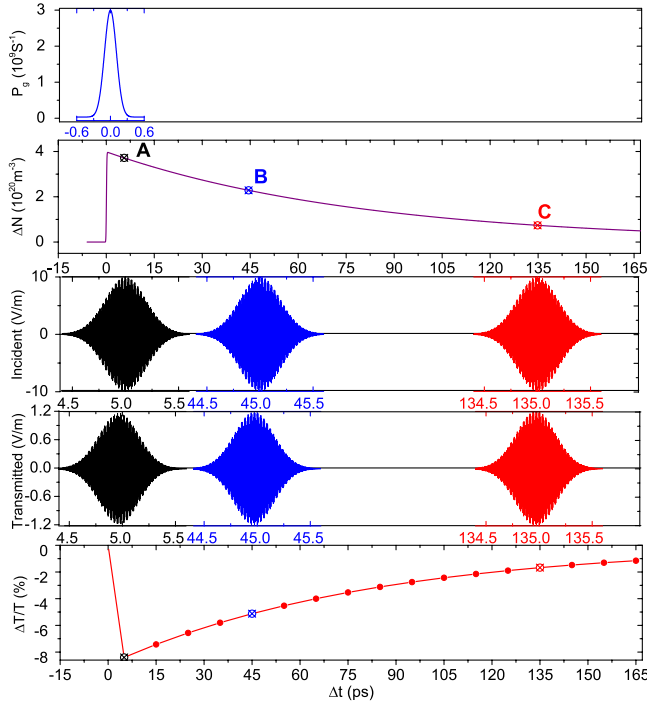 3
2
1
0
P_g (10^9S^-1)
-0.6 0.0 0.6
4
2
0
ΔN (10^20m^-3)
A
B
C
-15 0 15 30 45 60 75 90 105 120 135 150 165
10
0
-10
Incident (V/m)
4.5 5.0 5.5 44.5 45.0 45.5 134.5 135.0 135.5
1.2
0.6
0.0
-0.6
-1.2
Transmitted (V/m)
4.5 5.0 5.5 44.5 45.0 45.5 134.5 135.0 135.5
0
-2
-4
-6
-8
ΔT/T (%)
-15 0 15 30 45 60 75 90 105 120 135 150 165
Δt (ps)